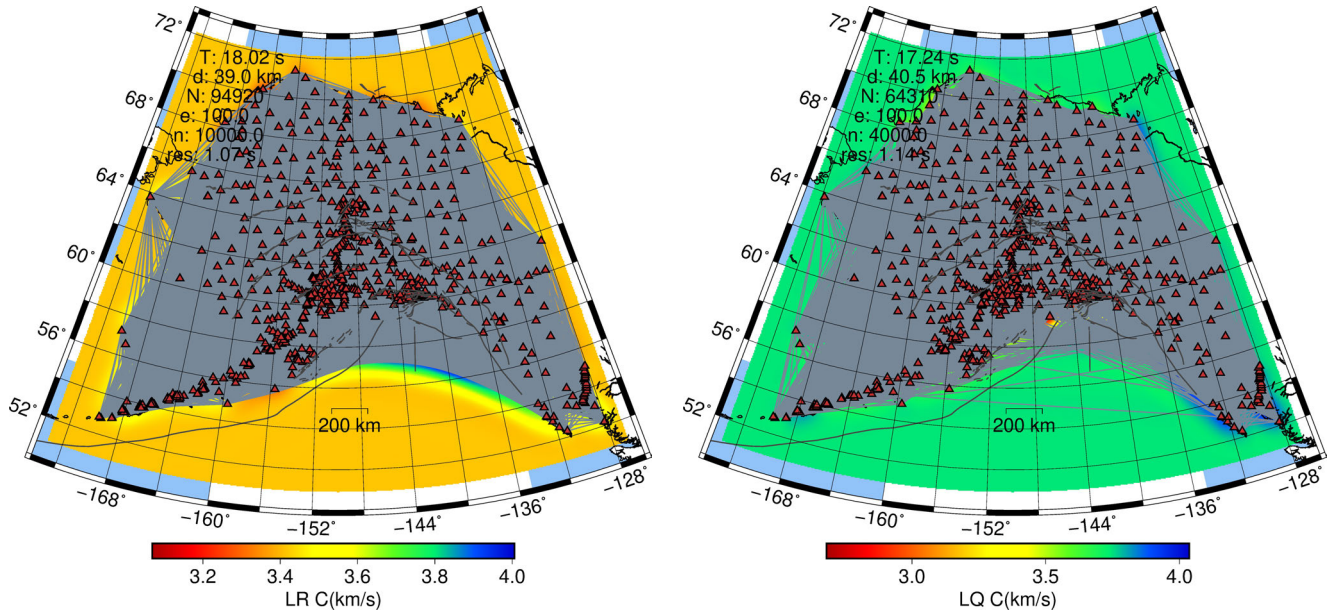 72˚
68˚
64˚
60˚
56˚
52˚
T: 18.02 s
d: 39.0 km
N: 94920
e: 100.0
n: 10000.0
res: 1.07 s
200 km
−168˚
−160˚
−152˚
−144˚
−136˚
−128˚
3.2 3.4 3.6 3.8 4.0
LR C(km/s)
72˚
68˚
64˚
60˚
56˚
52˚
T: 17.24 s
d: 40.5 km
N: 64310
e: 100.0
n: 4000.0
res: 1.14 s
200 km
−168˚
−160˚
−152˚
−144˚
−136˚
−128˚
3.0 3.5 4.0
LQ C(km/s)